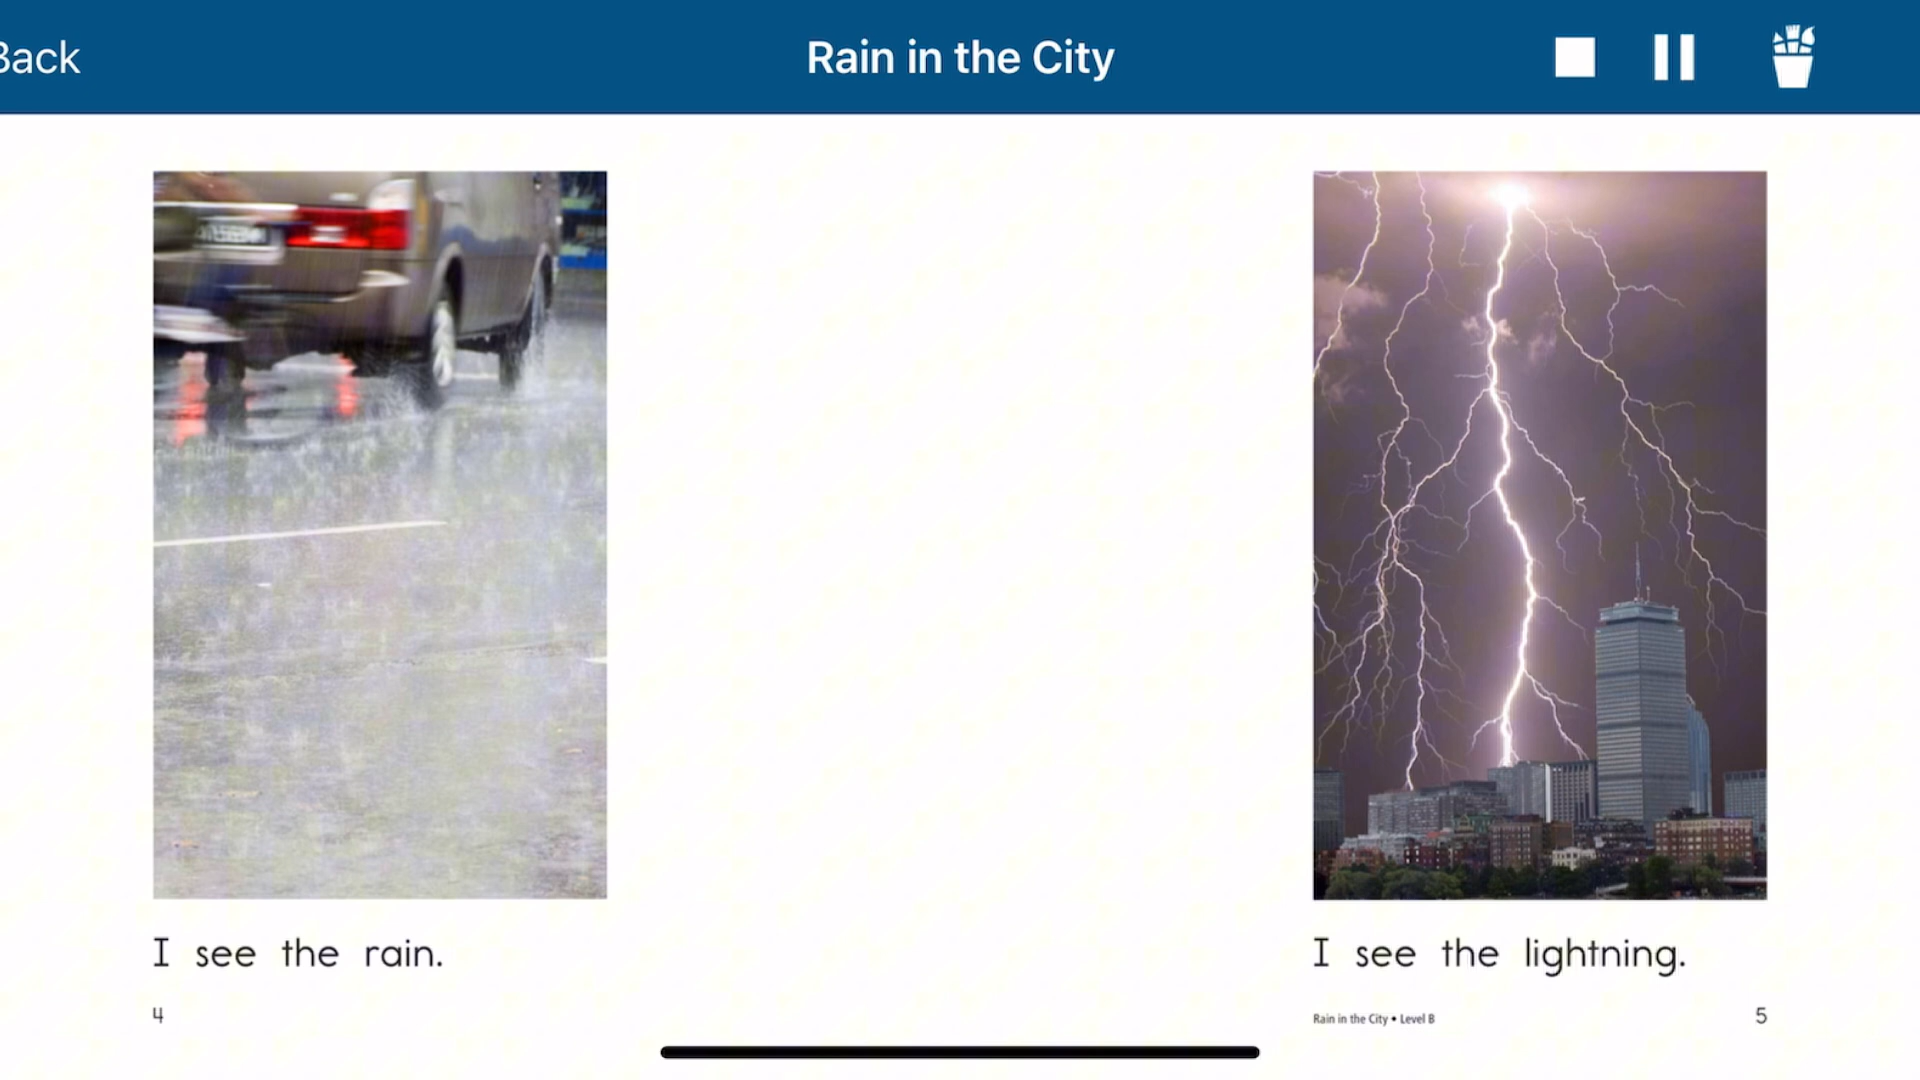 Back
Rain in the City
I see the rain.
4
I see the lightning.
Rain in the City • Level B
5